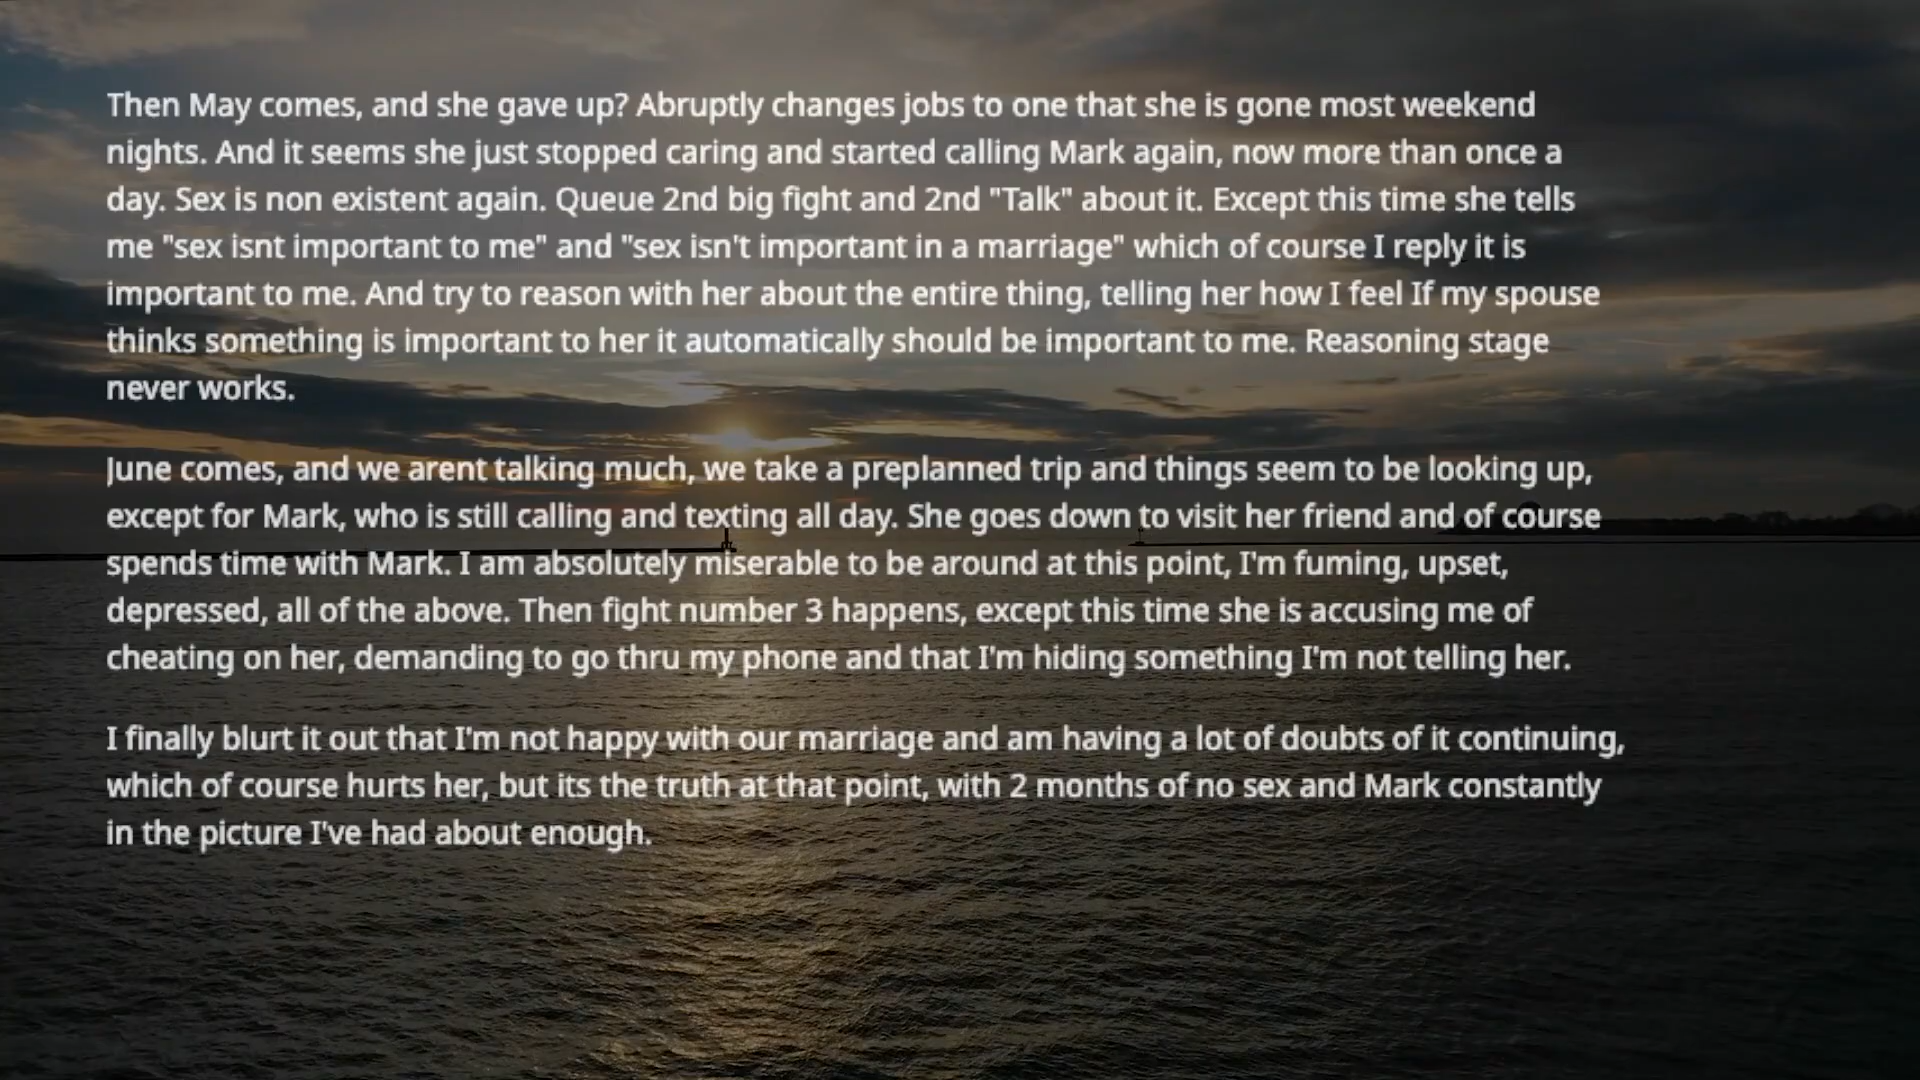 Then May comes, and she gave up? Abruptly changes jobs to one that she is gone most weekend
nights. And it seems she just stopped caring and started calling Mark again, now more than once a
day. Sex is non existent again. Queue 2nd big fight and 2nd "Talk" about it. Except this time she tells
me "sex isnt important to me" and "sex isn't important in a marriage" which of course I reply it is
important to me. And try to reason with her about the entire thing, telling her how I feel If my spouse
thinks something is important to her it automatically should be important to me. Reasoning stage
never works.
June comes, and we arent talking much, we take a preplanned trip and things seem to be looking up,
except for Mark, who is still calling and texting all day. She goes down to visit her friend and of course
spends time with Mark. I am absolutely miserable to be around at this point, I'm fuming, upset,
depressed, all of the above. Then fight number 3 happens, except this time she is accusing me of
cheating on her, demanding to go thru my phone and that I'm hiding something I'm not telling her.
I finally blurt it out that I'm not happy with our marriage and am having a lot of doubts of it continuing,
which of course hurts her, but its the truth at that point, with 2 months of no sex and Mark constantly
in the picture I've had about enough.